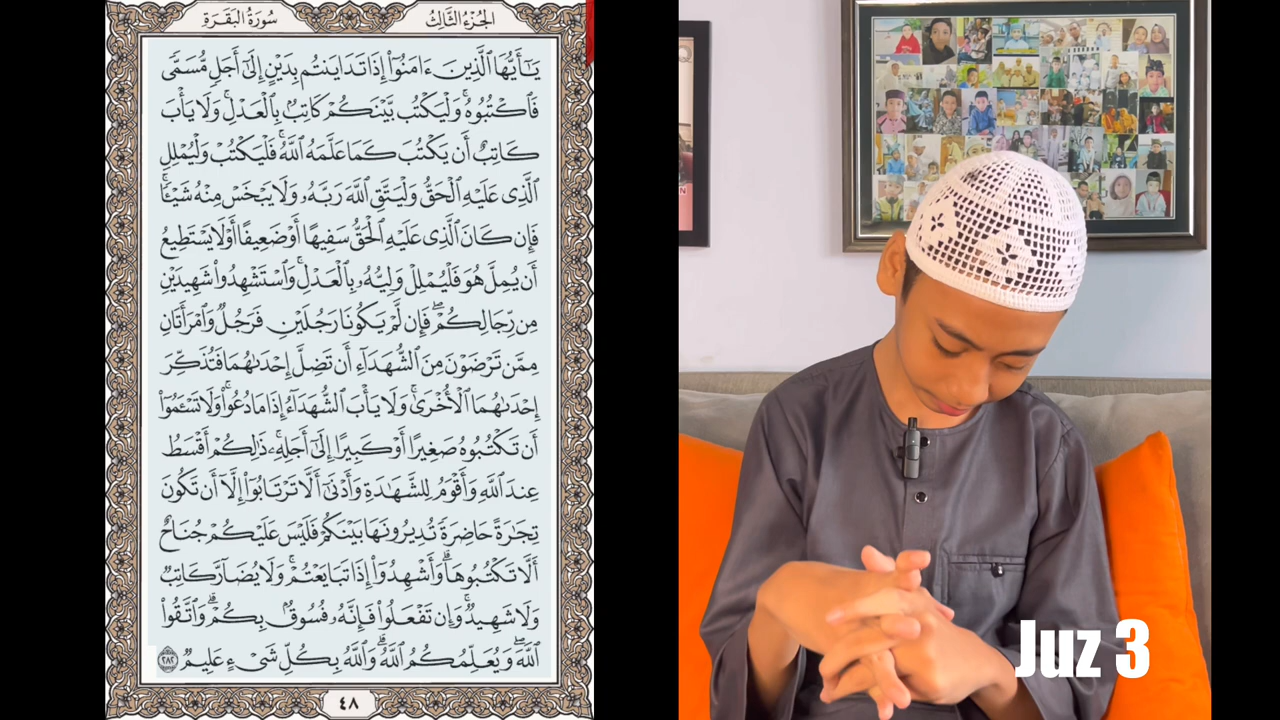 الجُزْءُ الثَّالِثُ
سُورَةُ البَقَرَةِ
يَـٰٓأَيُّهَا ٱلَّذِينَ ءَامَنُوٓا۟ إِذَا تَدَايَنتُم بِدَيْنٍ إِلَىٰٓ أَجَلٍ مُّسَمًّى
فَٱكْتُبُوهُ ۚ وَلْيَكْتُب بَّيْنَكُمْ كَاتِبٌۢ بِٱلْعَدْلِ ۚ وَلَا يَأْبَ
كَاتِبٌ أَن يَكْتُبَ كَمَا عَلَّمَهُ ٱللَّهُ ۚ فَلْيَكْتُبْ وَلْيُمْلِلِ
ٱلَّذِى عَلَيْهِ ٱلْحَقُّ وَلْيَتَّقِ ٱللَّهَ رَبَّهُۥ وَلَا يَبْخَسْ مِنْهُ شَيْـًٔا ۚ
فَإِن كَانَ ٱلَّذِى عَلَيْهِ ٱلْحَقُّ سَفِيهًا أَوْ ضَعِيفًا أَوْ لَا يَسْتَطِيعُ
أَن يُمِلَّ هُوَ فَلْيُمْلِلْ وَلِيُّهُۥ بِٱلْعَدْلِ ۚ وَٱسْتَشْهِدُوا۟ شَهِيدَيْنِ
مِن رِّجَالِكُمْ ۖ فَإِن لَّمْ يَكُونَا رَجُلَيْنِ فَرَجُلٌ وَٱمْرَأَتَانِ
مِمَّن تَرْضَوْنَ مِنَ ٱلشُّهَدَآءِ أَن تَضِلَّ إِحْدَىٰهُمَا فَتُذَكِّرَ
إِحْدَىٰهُمَا ٱلْأُخْرَىٰ ۚ وَلَا يَأْبَ ٱلشُّهَدَآءُ إِذَا مَا دُعُوا۟ ۚ وَلَا تَسْـَٔمُوٓا۟
أَن تَكْتُبُوهُ صَغِيرًا أَوْ كَبِيرًا إِلَىٰٓ أَجَلِهِۦ ۚ ذَٰلِكُمْ أَقْسَطُ
عِندَ ٱللَّهِ وَأَقْوَمُ لِلشَّهَـٰدَةِ وَأَدْنَىٰٓ أَلَّا تَرْتَابُوٓا۟ ۖ إِلَّآ أَن تَكُونَ
تِجَـٰرَةً حَاضِرَةً تُدِيرُونَهَا بَيْنَكُمْ فَلَيْسَ عَلَيْكُمْ جُنَاحٌ
أَلَّا تَكْتُبُوهَا ۗ وَأَشْهِدُوٓا۟ إِذَا تَبَايَعْتُمْ ۚ وَلَا يُضَآرَّ كَاتِبٌ
وَلَا شَهِيدٌ ۚ وَإِن تَفْعَلُوا۟ فَإِنَّهُۥ فُسُوقٌۢ بِكُمْ ۗ وَٱتَّقُوا۟
ٱللَّهَ ۖ وَيُعَلِّمُكُمُ ٱللَّهُ ۗ وَٱللَّهُ بِكُلِّ شَىْءٍ عَلِيمٌ ٢٨٢
٤٨
Juz 3